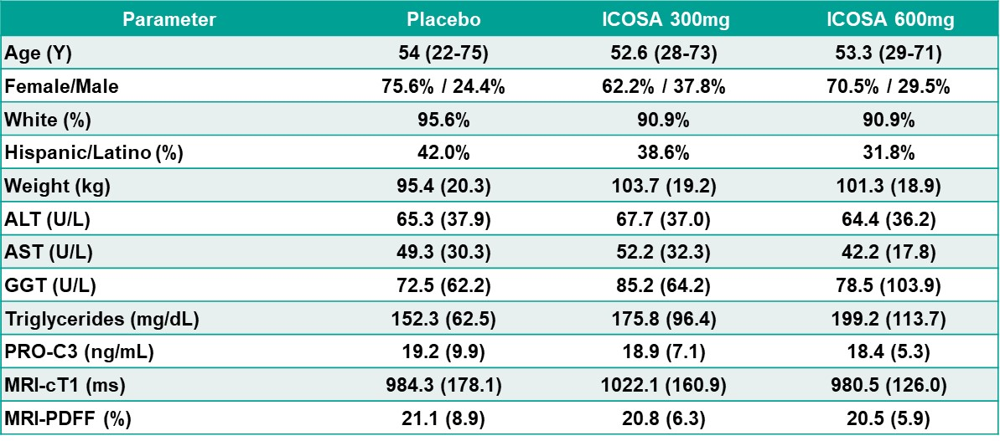 Parameter Placebo ICOSA 300mg ICOSA 600mg
Age (Y) 54 (22-75) 52.6 (28-73) 53.3 (29-71)
Female/Male 75.6% / 24.4% 62.2% / 37.8% 70.5% / 29.5%
White (%) 95.6% 90.9% 90.9%
Hispanic/Latino (%) 42.0% 38.6% 31.8%
Weight (kg) 95.4 (20.3) 103.7 (19.2) 101.3 (18.9)
ALT (U/L) 65.3 (37.9) 67.7 (37.0) 64.4 (36.2)
AST (U/L) 49.3 (30.3) 52.2 (32.3) 42.2 (17.8)
GGT (U/L) 72.5 (62.2) 85.2 (64.2) 78.5 (103.9)
Triglycerides (mg/dL) 152.3 (62.5) 175.8 (96.4) 199.2 (113.7)
PRO-C3 (ng/mL) 19.2 (9.9) 18.9 (7.1) 18.4 (5.3)
MRI-cT1 (ms) 984.3 (178.1) 1022.1 (160.9) 980.5 (126.0)
MRI-PDFF (%) 21.1 (8.9) 20.8 (6.3) 20.5 (5.9)